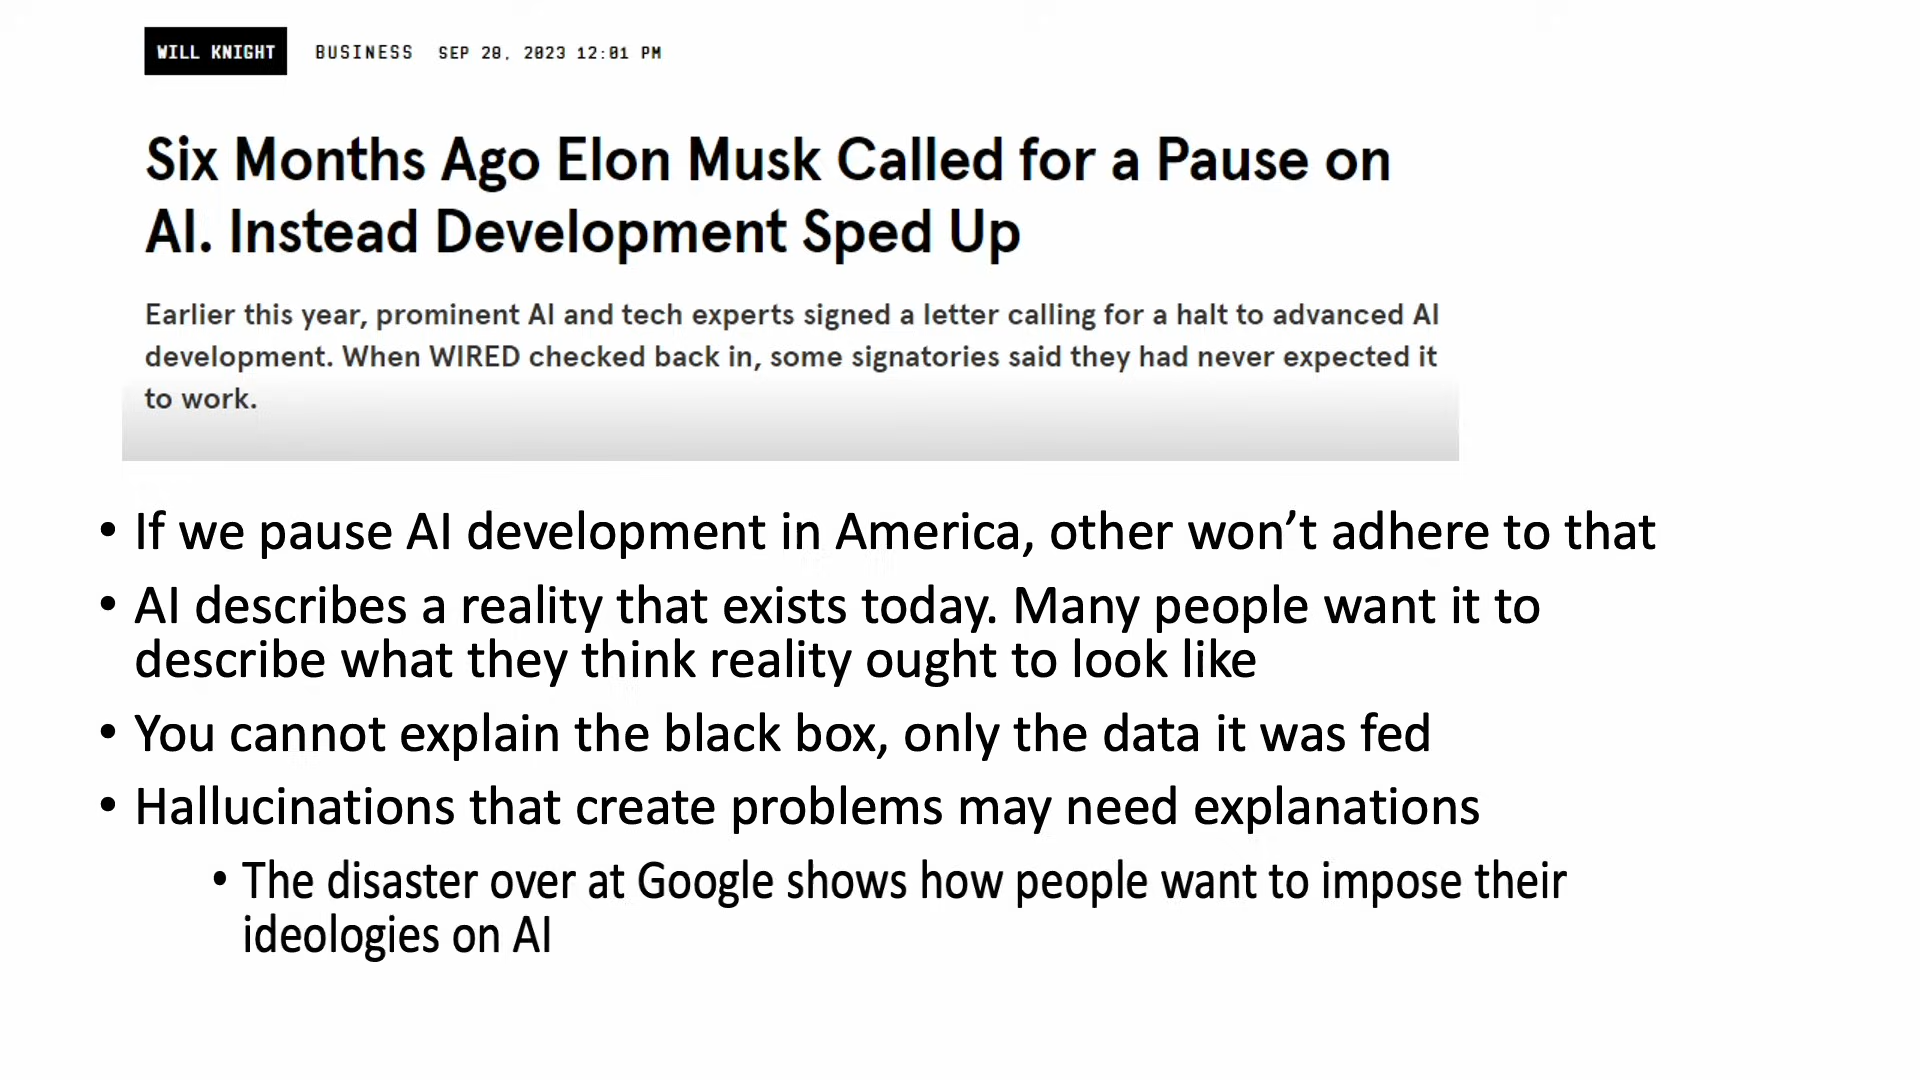 WILL KNIGHT BUSINESS SEP 28, 2023 12:01 PM
Six Months Ago Elon Musk Called for a Pause on
AI. Instead Development Sped Up
Earlier this year, prominent AI and tech experts signed a letter calling for a halt to advanced AI
development. When WIRED checked back in, some signatories said they had never expected it
to work.
• If we pause AI development in America, other won’t adhere to that
• AI describes a reality that exists today. Many people want it to
describe what they think reality ought to look like
• You cannot explain the black box, only the data it was fed
• Hallucinations that create problems may need explanations
• The disaster over at Google shows how people want to impose their
ideologies on AI